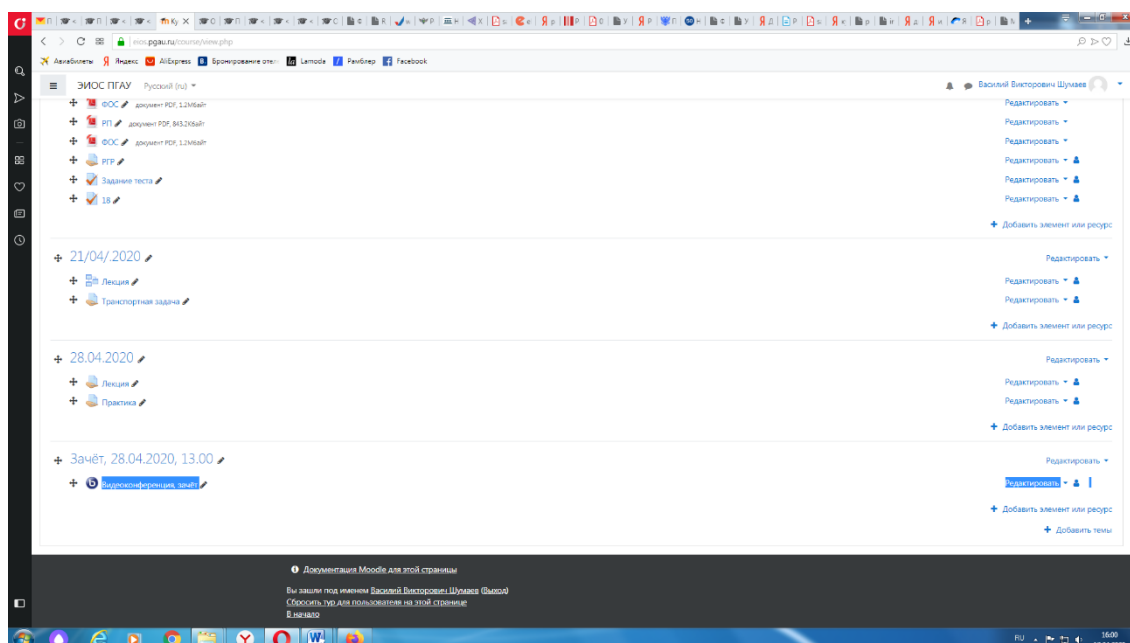 eios.pgau.ru/course/view.php
Авиабилеты Яндекс AliExpress Бронирование отел Lamoda Рамблер Facebook
ЭИОС ПГАУ Русский (ru) Василий Викторович Шумаев
ФОС документ PDF, 1.2Мбайт Редактировать
РП документ PDF, 843.2Кбайт Редактировать
ФОС документ PDF, 1.2Мбайт Редактировать
РГР Редактировать
Задание теста Редактировать
18 Редактировать
Добавить элемент или ресурс
21/04/.2020 Редактировать
Лекция Редактировать
Транспортная задача Редактировать
Добавить элемент или ресурс
28.04.2020 Редактировать
Лекция Редактировать
Практика Редактировать
Добавить элемент или ресурс
Зачёт, 28.04.2020, 13.00 Редактировать
Видеоконференция, зачёт Редактировать
Добавить элемент или ресурс
Добавить темы
Документация Moodle для этой страницы
Вы зашли под именем Василий Викторович Шумаев (Выход)
Сбросить тур для пользователя на этой странице
В начало
RU 16:00